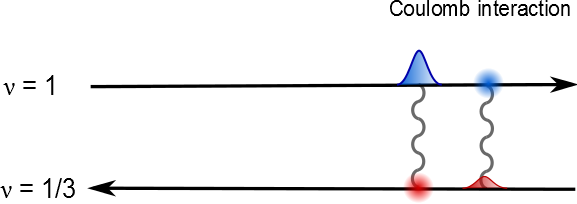 Coulomb interaction
ν = 1
ν = 1/3